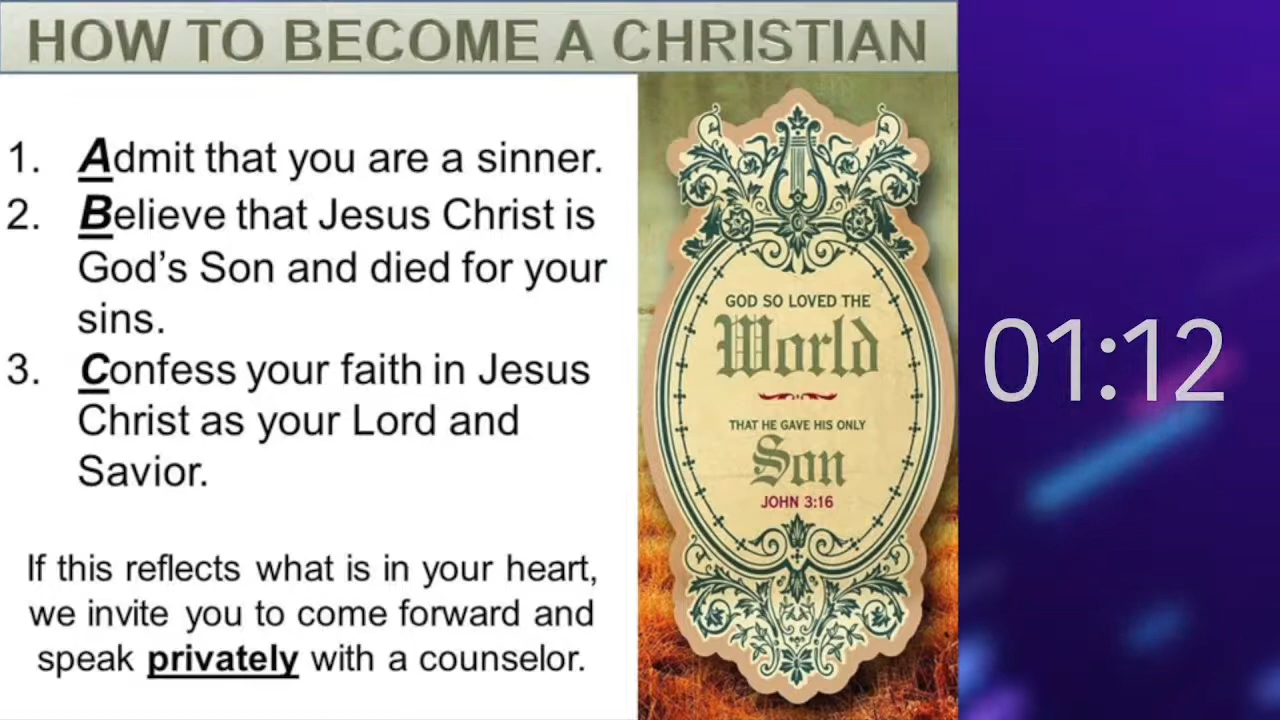 HOW TO BECOME A CHRISTIAN
1. Admit that you are a sinner.
2. Believe that Jesus Christ is
God's Son and died for your
sins.
3. Confess your faith in Jesus
Christ as your Lord and
Savior.
If this reflects what is in your heart,
we invite you to come forward and
speak privately with a counselor.
GOD SO LOVED THE
World
THAT HE GAVE HIS ONLY
Son
JOHN 3:16
01:12